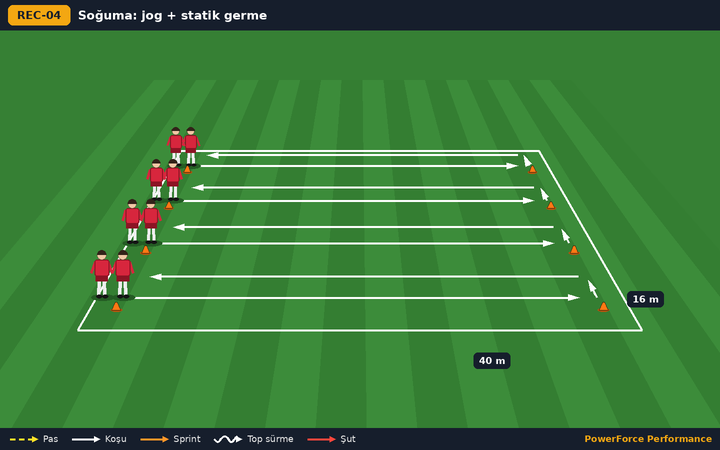 REC-04 Soğuma: jog + statik germe
16 m
40 m
Pas Koşu Sprint Top sürme Şut PowerForce Performance